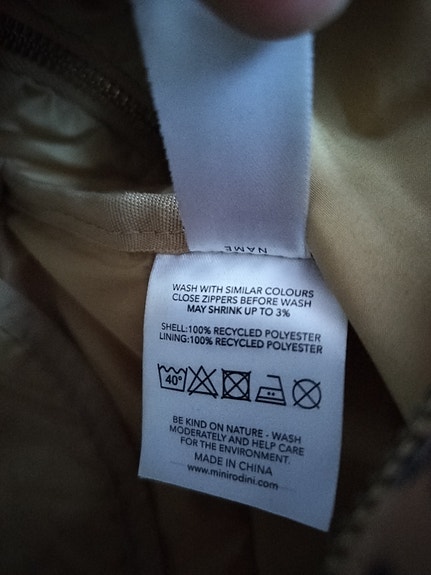 NAME
WASH WITH SIMILAR COLOURS
CLOSE ZIPPERS BEFORE WASH
MAY SHRINK UP TO 3%
SHELL:100% RECYCLED POLYESTER
LINING:100% RECYCLED POLYESTER
40°
BE KIND ON NATURE - WASH
MODERATELY AND HELP CARE
FOR THE ENVIRONMENT.
MADE IN CHINA
www.minirodini.com